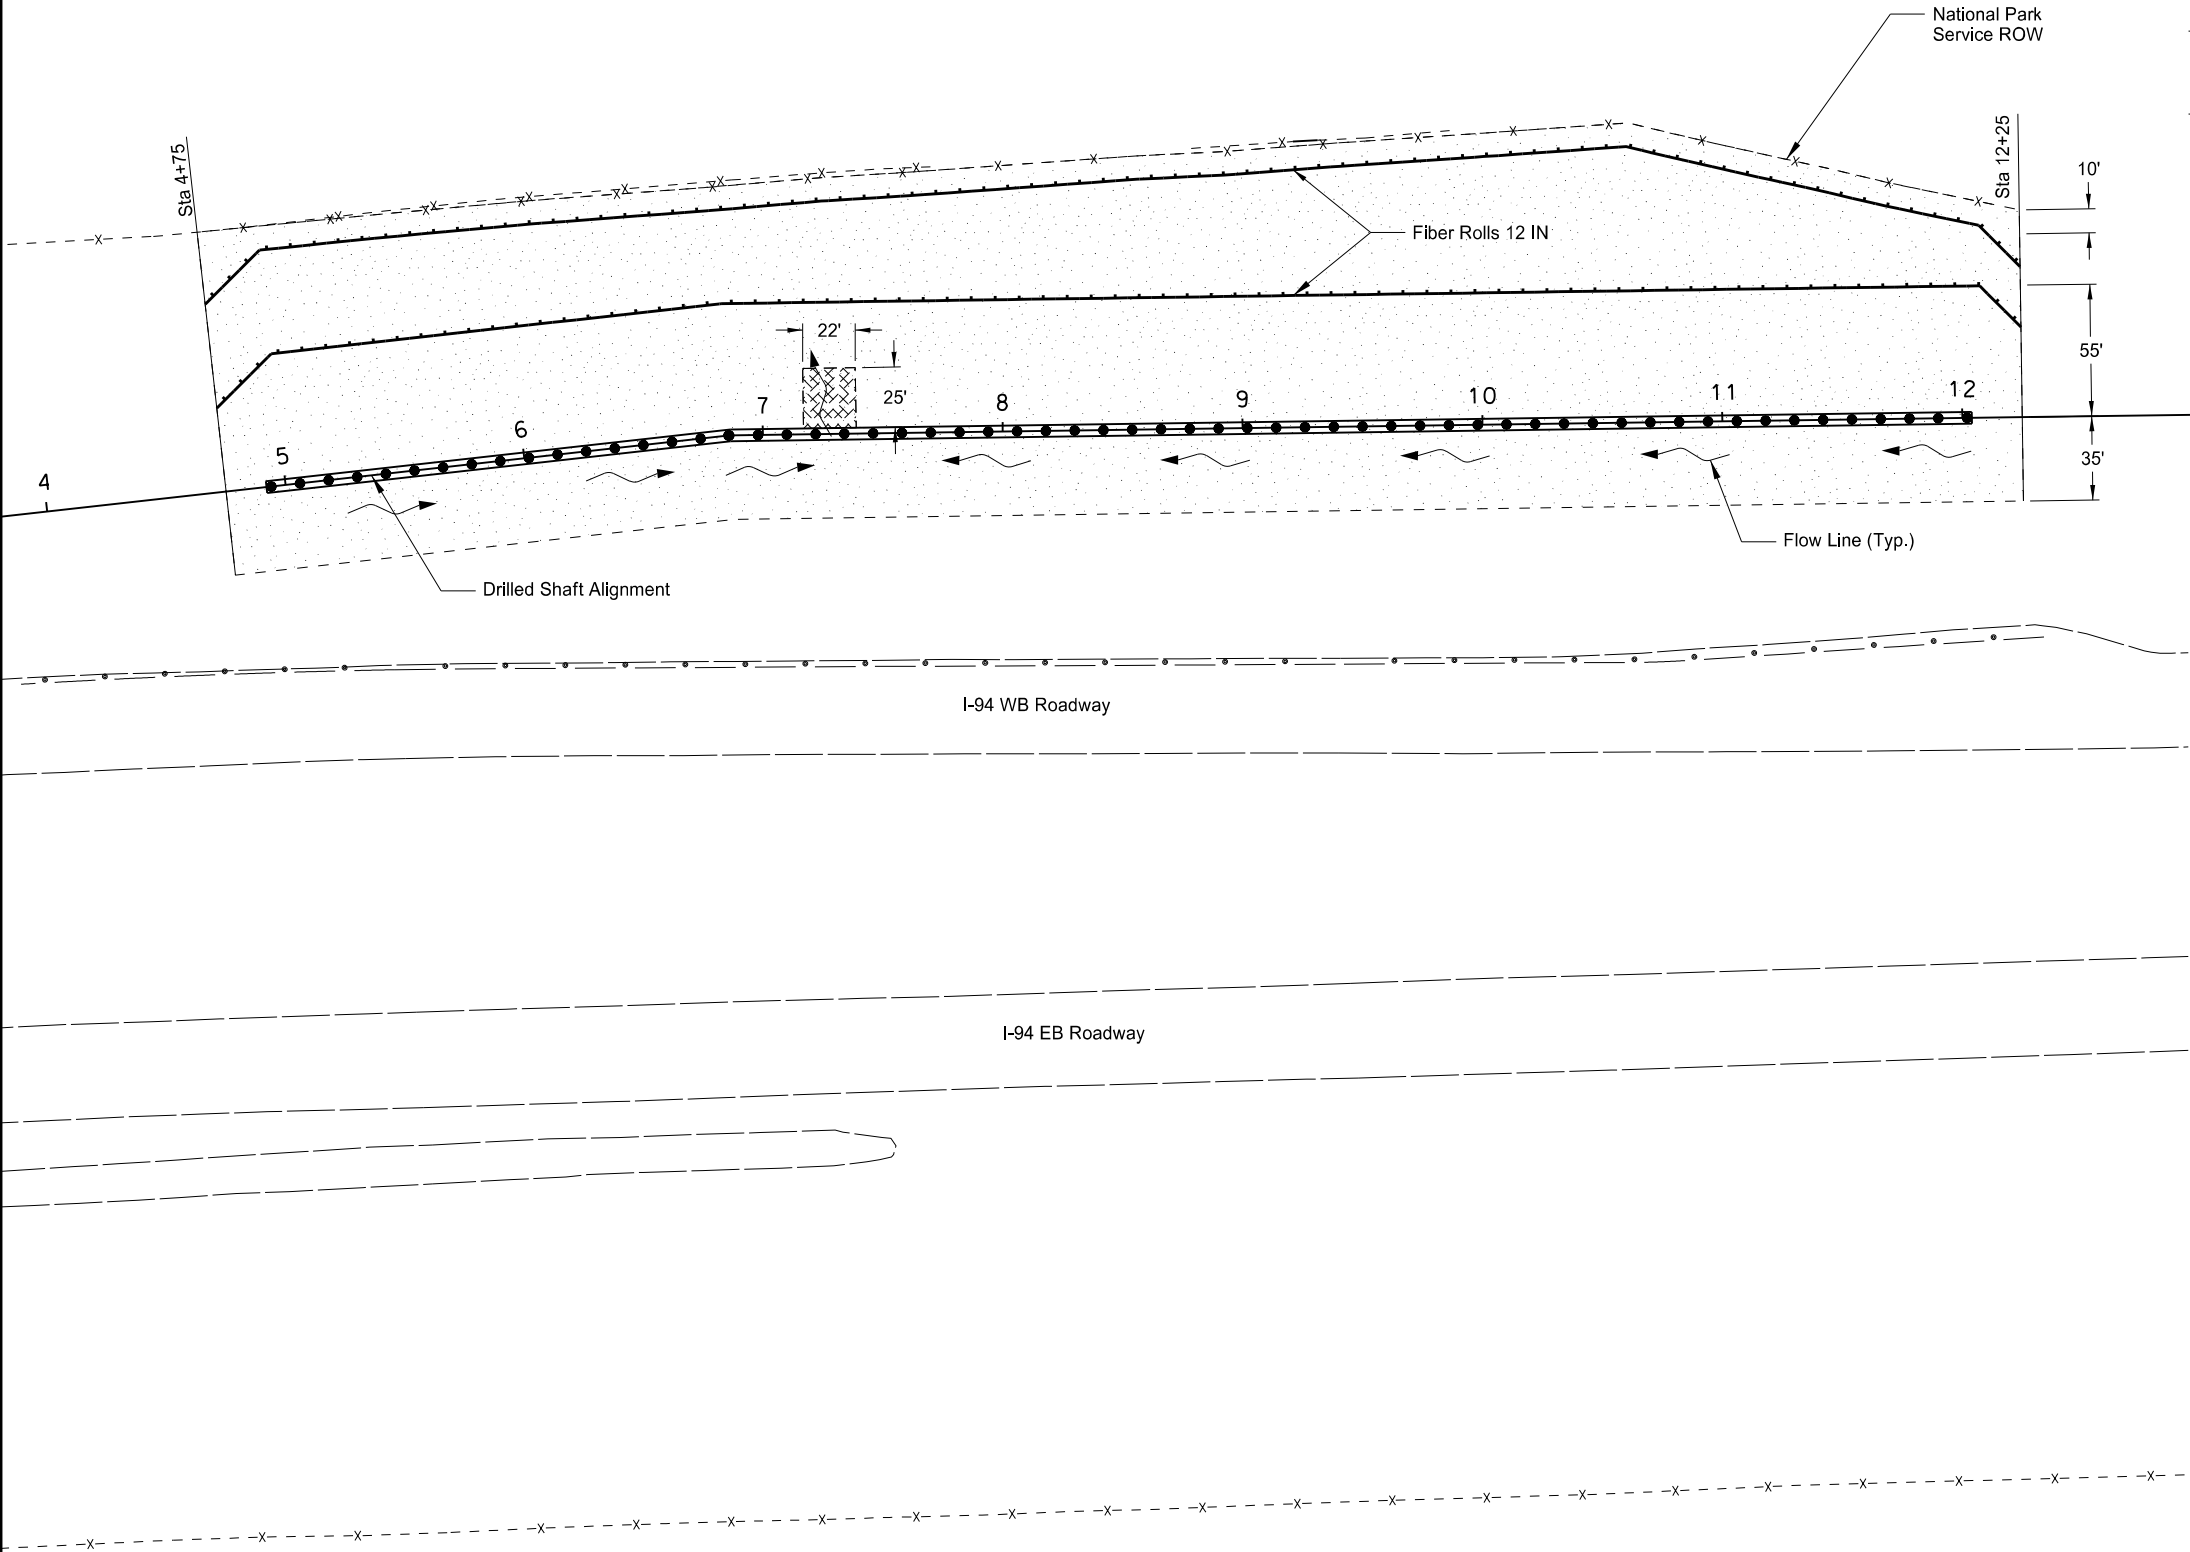 National Park
Service ROW
Sta 4+75
Sta 12+25
10'
Fiber Rolls 12 IN
22'
55'
25'
4
5
6
7
8
9
10
11
12
35'
Flow Line (Typ.)
Drilled Shaft Alignment
I-94 WB Roadway
I-94 EB Roadway